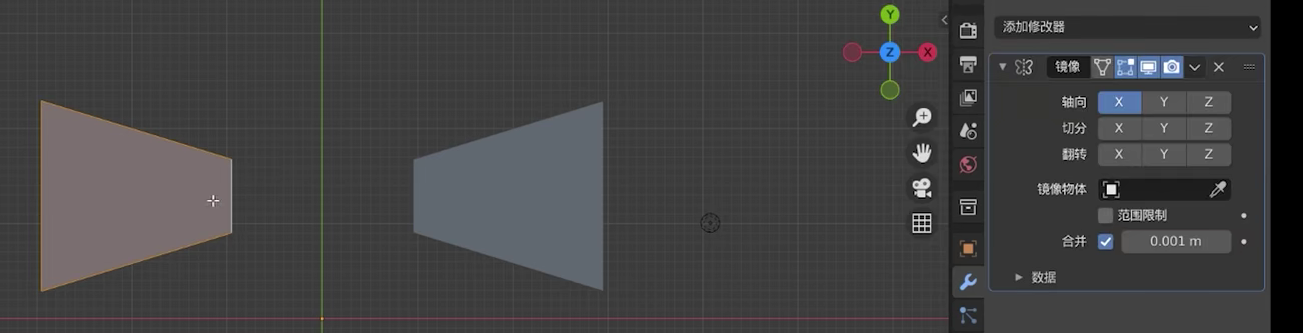 Y
Z X
添加修改器
镜像
轴向 X Y Z
切分 X Y Z
翻转 X Y Z
镜像物体
范围限制
合并 0.001 m
数据